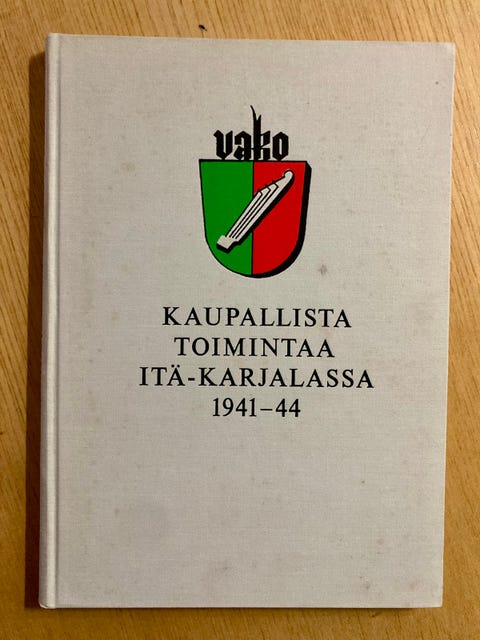 vako
KAUPALLISTA
TOIMINTAA
ITÄ-KARJALASSA
1941–44